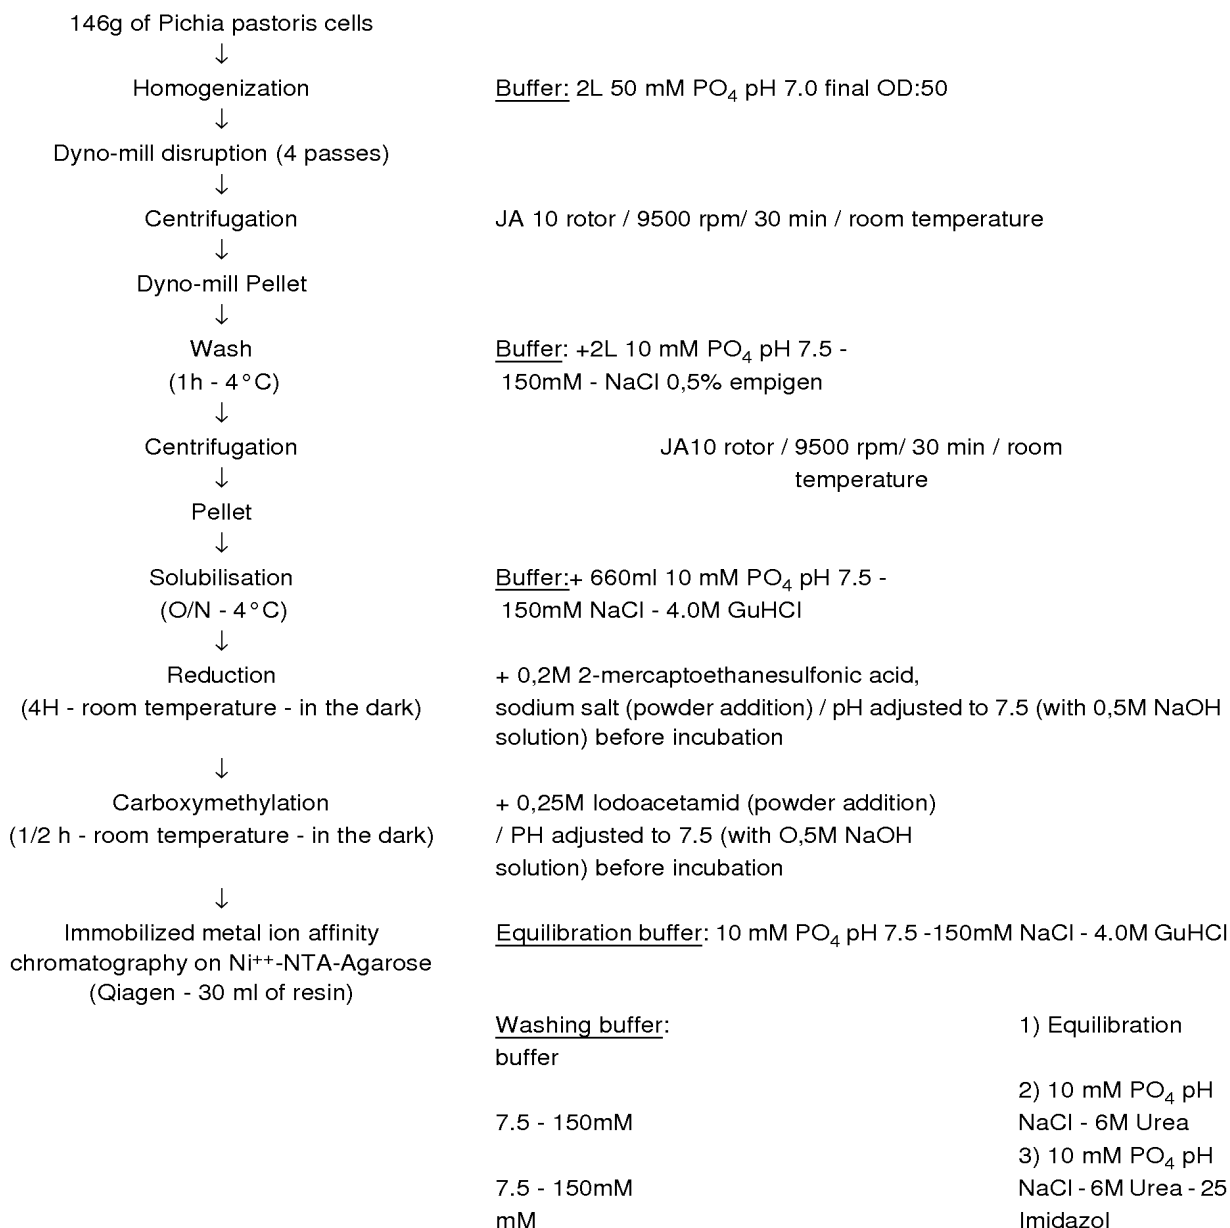 146g of Pichia pastoris cells
↓
Homogenization Buffer: 2L 50 mM PO4 pH 7.0 final OD:50
↓
Dyno-mill disruption (4 passes)
↓
Centrifugation JA 10 rotor / 9500 rpm/ 30 min / room temperature
↓
Dyno-mill Pellet
↓
Wash Buffer: +2L 10 mM PO4 pH 7.5 -
(1h - 4°C) 150mM - NaCl 0,5% empigen
↓
Centrifugation JA10 rotor / 9500 rpm/ 30 min / room
↓ temperature
Pellet
↓
Solubilisation Buffer:+ 660ml 10 mM PO4 pH 7.5 -
(O/N - 4°C) 150mM NaCl - 4.0M GuHCl
↓
Reduction + 0,2M 2-mercaptoethanesulfonic acid,
(4H - room temperature - in the dark) sodium salt (powder addition) / pH adjusted to 7.5 (with 0,5M NaOH
solution) before incubation
↓
Carboxymethylation + 0,25M Iodoacetamid (powder addition)
(1/2 h - room temperature - in the dark) / PH adjusted to 7.5 (with O,5M NaOH
solution) before incubation
↓
Immobilized metal ion affinity Equilibration buffer: 10 mM PO4 pH 7.5 -150mM NaCl - 4.0M GuHCl
chromatography on Ni++-NTA-Agarose
(Qiagen - 30 ml of resin)
Washing buffer: 1) Equilibration
buffer
2) 10 mM PO4 pH
7.5 - 150mM NaCl - 6M Urea
3) 10 mM PO4 pH
7.5 - 150mM NaCl - 6M Urea - 25
mM Imidazol